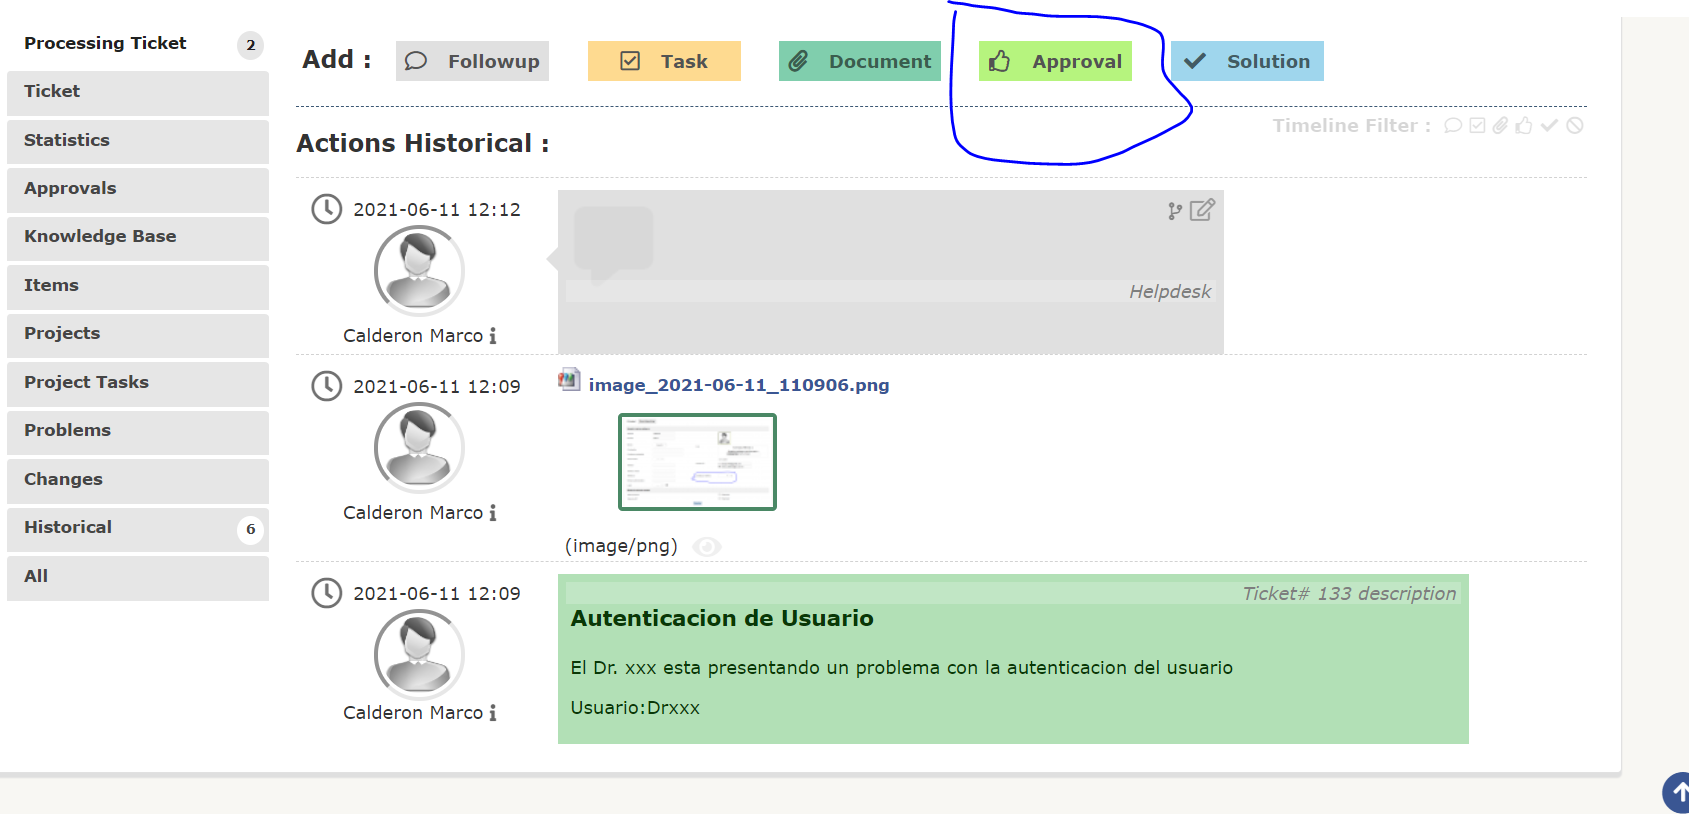 Processing Ticket 2
Ticket
Statistics
Approvals
Knowledge Base
Items
Projects
Project Tasks
Problems
Changes
Historical 6
All
Add : Followup Task Document Approval Solution
Timeline Filter :
Actions Historical :
2021-06-11 12:12
Helpdesk
Calderon Marco
2021-06-11 12:09
image_2021-06-11_110906.png
Calderon Marco
(image/png)
2021-06-11 12:09
Ticket# 133 description
Autenticacion de Usuario
El Dr. xxx esta presentando un problema con la autenticacion del usuario
Usuario:Drxxx
Calderon Marco